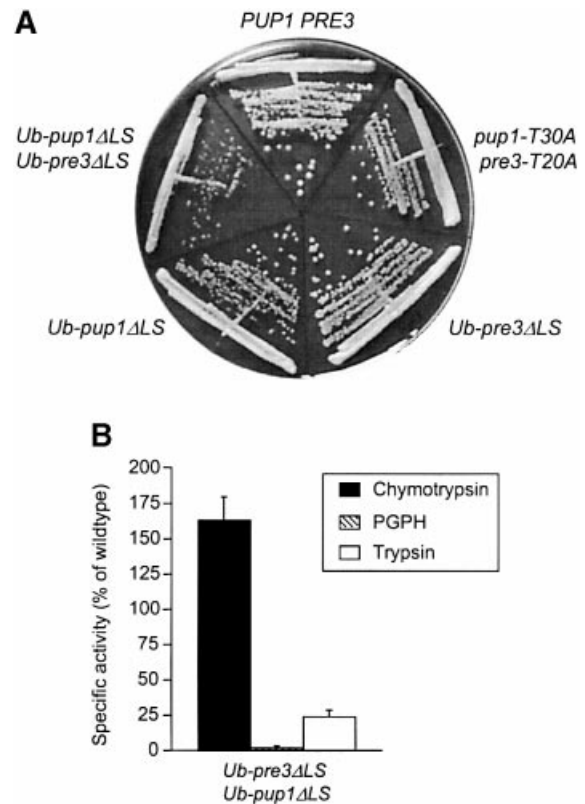 A
PUP1 PRE3
Ub-pup1ΔLS
Ub-pre3ΔLS
pup1-T30A
pre3-T20A
Ub-pup1ΔLS
Ub-pre3ΔLS
B
Specific activity (% of wildtype)
200
175
150
125
100
75
50
25
0
Chymotrypsin
PGPH
Trypsin
Ub-pre3ΔLS
Ub-pup1ΔLS